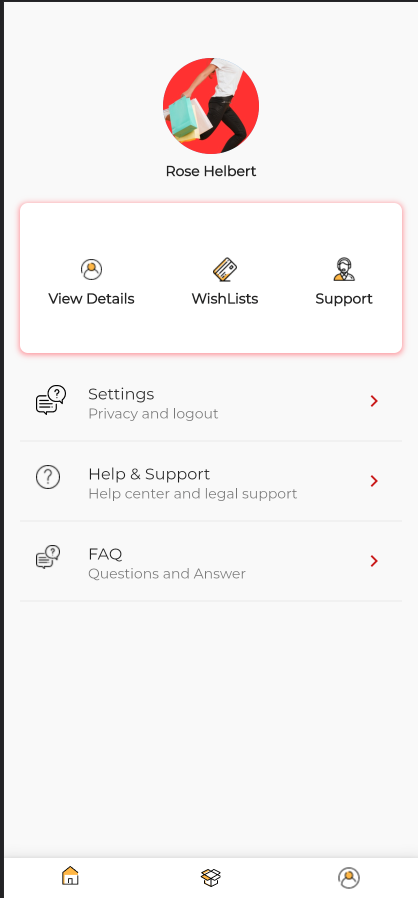 Rose Helbert
View Details
WishLists
Support
Settings
Privacy and logout
Help & Support
Help center and legal support
FAQ
Questions and Answer